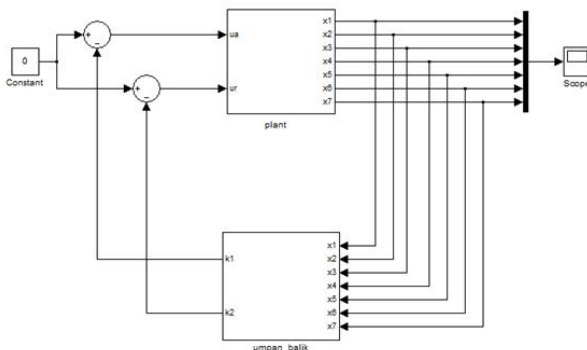 x1
x2
x3
x4
x5
x6
x7
ua
ur
plant
0
Constant
+
−
+
−
Scope
x1
x2
x3
x4
x5
x6
x7
k1
k2
umpan_balik